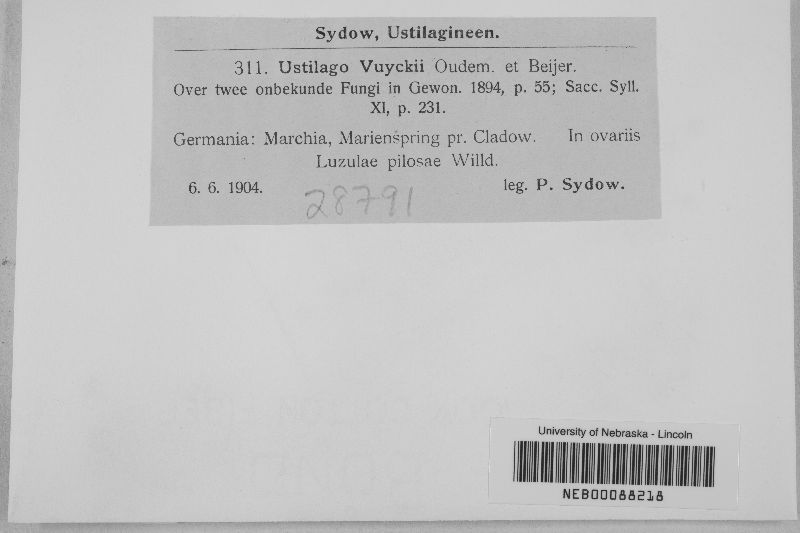 Sydow, Ustilagineen.
311. Ustilago Vuyckii Oudem. et Beijer.
Over twee onbekunde Fungi in Gewon. 1894, p. 55; Sacc. Syll.
XI, p. 231.
Germania: Marchia, Marienspring pr. Cladow. In ovariis
Luzulae pilosae Willd.
6. 6. 1904. leg. P. Sydow.
28791
University of Nebraska - Lincoln
NEB00088218